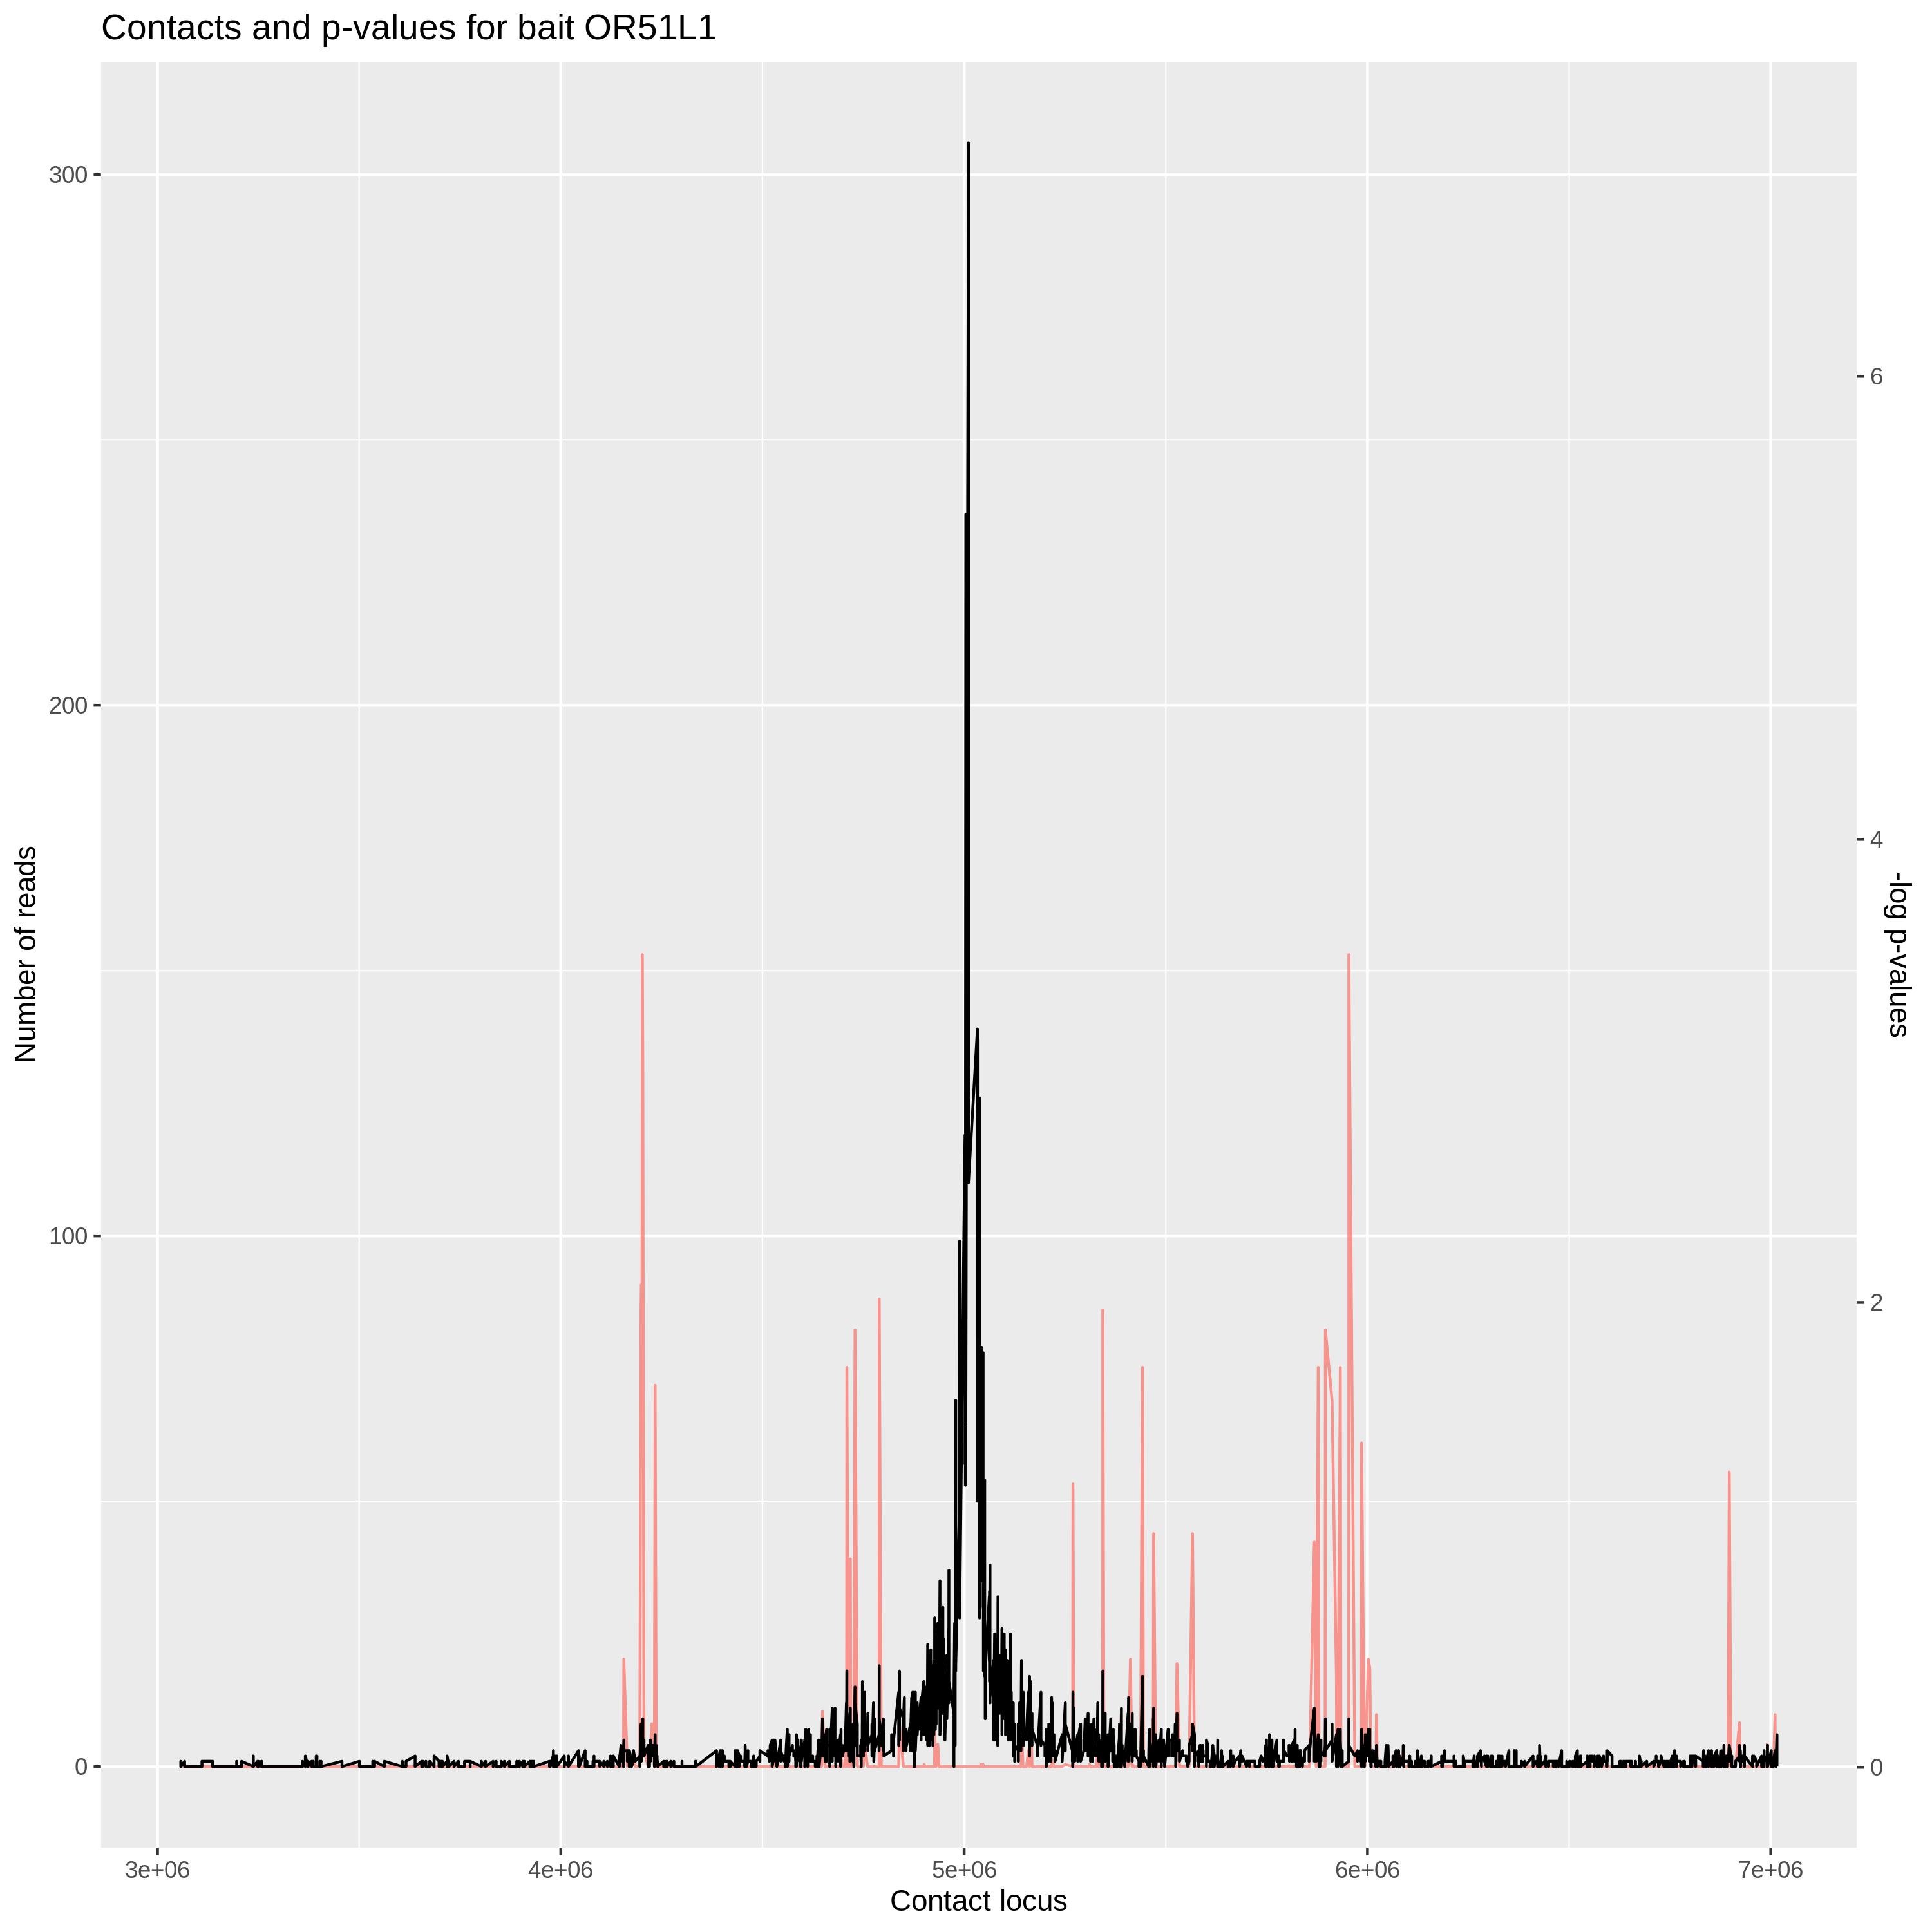 Contacts and p-values for bait OR51L1
300
200
100
0
Number of reads
6
4
2
0
-log p-values
3e+06
4e+06
5e+06
6e+06
7e+06
Contact locus